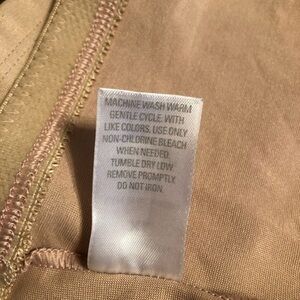 MACHINE WASH WARM
GENTLE CYCLE. WITH
LIKE COLORS. USE ONLY
NON-CHLORINE BLEACH
WHEN NEEDED.
TUMBLE DRY LOW.
REMOVE PROMPTLY
DO NOT IRON.